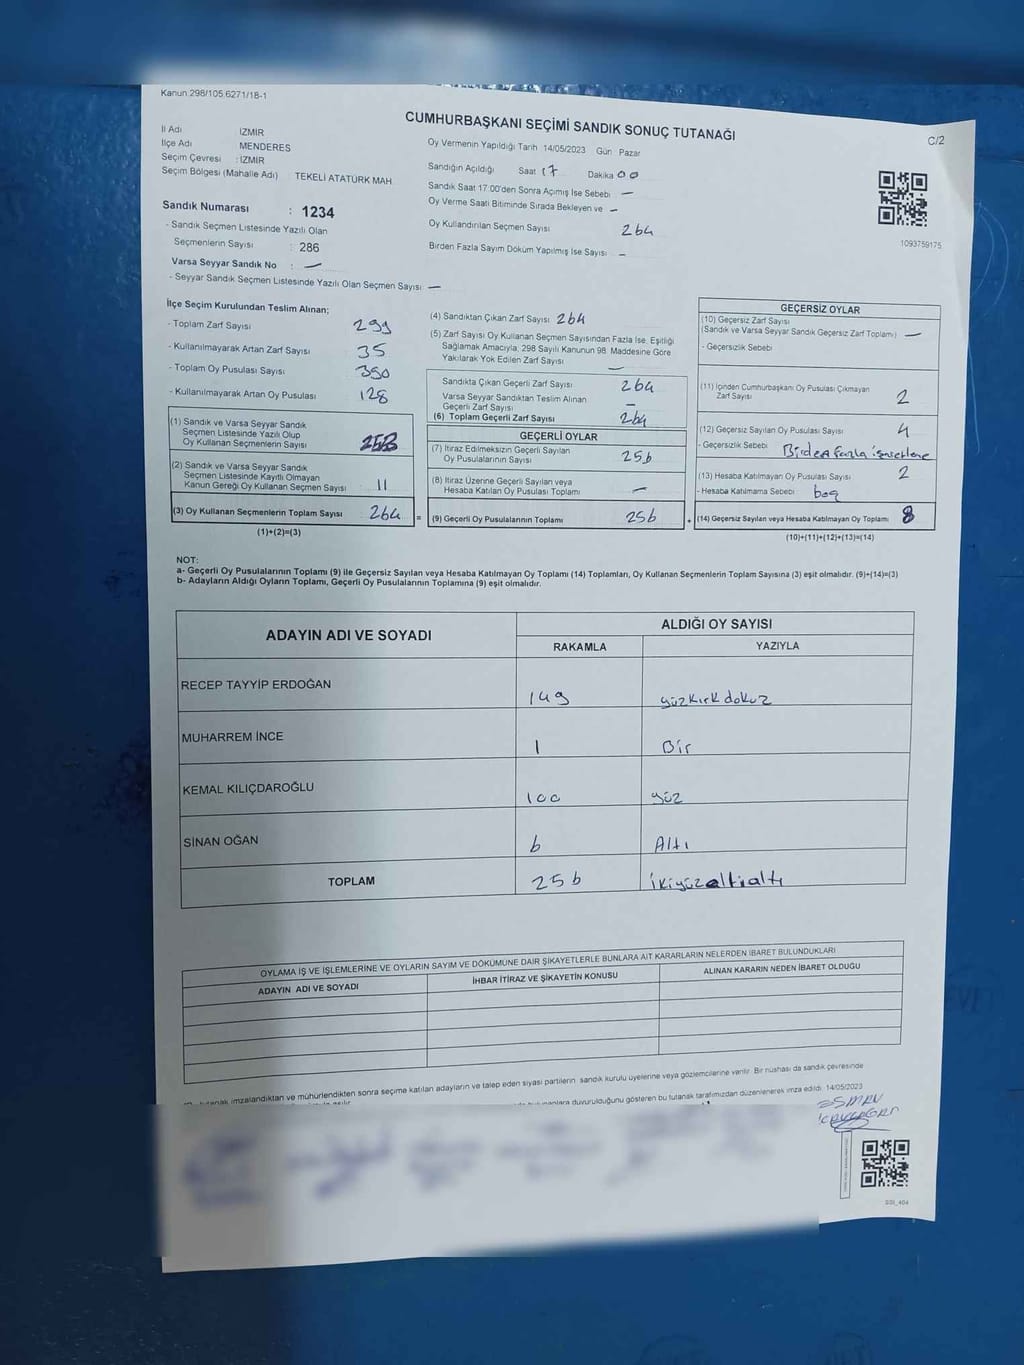 Kanun 298/105.6271/18-1
CUMHURBAŞKANI SEÇİMİ SANDIK SONUÇ TUTANAĞI
C/2
İl Adı İZMİR
İlçe Adı MENDERES
Seçim Çevresi : İZMİR
Seçim Bölgesi (Mahalle Adı) TEKELİ ATATÜRK MAH.
Sandık Numarası : 1234
- Sandık Seçmen Listesinde Yazılı Olan
Seçmenlerin Sayısı : 286
Varsa Seyyar Sandık No : —
- Seyyar Sandık Seçmen Listesinde Yazılı Olan Seçmen Sayısı —
Oy Vermenin Yapıldığı Tarih 14/05/2023 Gün Pazar
Sandığın Açıldığı Saat 17 Dakika 00
Sandık Saat 17:00'den Sonra Açılmış İse Sebebi —
Oy Verme Saati Bitiminde Sırada Bekleyen ve —
Oy Kullandırılan Seçmen Sayısı 264
Birden Fazla Sayım Döküm Yapılmış İse Sayısı —
1093759175
İlçe Seçim Kurulundan Teslim Alınan;
- Toplam Zarf Sayısı 299
- Kullanılmayarak Artan Zarf Sayısı 35
- Toplam Oy Pusulası Sayısı 390
- Kullanılmayarak Artan Oy Pusulası 128
(1) Sandık ve Varsa Seyyar Sandık
Seçmen Listesinde Yazılı Olup
Oy Kullanan Seçmenlerin Sayısı
(2) Sandık ve Varsa Seyyar Sandık
Seçmen Listesinde Kayıtlı Olmayan
Kanun Gereği Oy Kullanan Seçmen Sayısı 11
(3) Oy Kullanan Seçmenlerin Toplam Sayısı 264 =
(1)+(2)=(3)
(4) Sandıktan Çıkan Zarf Sayısı 264
(5) Zarf Sayısı Oy Kullanan Seçmen Sayısından Fazla İse, Eşitliği
Sağlamak Amacıyla, 298 Sayılı Kanunun 98. Maddesine Göre
Yakılarak Yok Edilen Zarf Sayısı —
Sandıkta Çıkan Geçerli Zarf Sayısı 264
Varsa Seyyar Sandıktan Teslim Alınan
Geçerli Zarf Sayısı —
(6) Toplam Geçerli Zarf Sayısı 264
GEÇERLİ OYLAR
(7) İtiraz Edilmeksizin Geçerli Sayılan
Oy Pusulalarının Sayısı 256
(8) İtiraz Üzerine Geçerli Sayılan veya
Hesaba Katılan Oy Pusulası Toplamı —
(9) Geçerli Oy Pusulalarının Toplamı 256 +
GEÇERSİZ OYLAR
(10) Geçersiz Zarf Sayısı
(Sandık ve Varsa Seyyar Sandık Geçersiz Zarf Toplamı) —
- Geçersizlik Sebebi
(11) İçinden Cumhurbaşkanı Oy Pusulası Çıkmayan
Zarf Sayısı 2
(12) Geçersiz Sayılan Oy Pusulası Sayısı 4
- Geçersizlik Sebebi Birden fazla işaretleme
(13) Hesaba Katılmayan Oy Pusulası Sayısı 2
- Hesaba Katılmama Sebebi boş
(14) Geçersiz Sayılan veya Hesaba Katılmayan Oy Toplamı 8
(10)+(11)+(12)+(13)=(14)
NOT:
a- Geçerli Oy Pusulalarının Toplamı (9) ile Geçersiz Sayılan veya Hesaba Katılmayan Oy Toplamı (14) Toplamları, Oy Kullanan Seçmenlerin Toplam Sayısına (3) eşit olmalıdır. (9)+(14)=(3)
b- Adayların Aldığı Oyların Toplamı, Geçerli Oy Pusulalarının Toplamına (9) eşit olmalıdır.
ADAYIN ADI VE SOYADI ALDIĞI OY SAYISI
RAKAMLA YAZIYLA
RECEP TAYYİP ERDOĞAN 149 yüzkırkdokuz
MUHARREM İNCE 1 Bir
KEMAL KILIÇDAROĞLU 100 yüz
SİNAN OĞAN 6 Altı
TOPLAM 256 ikiyüzaltialtı
OYLAMA İŞ VE İŞLEMLERİNE VE OYLARIN SAYIM VE DÖKÜMÜNE DAİR ŞİKAYETLERLE BUNLARA AİT KARARLARIN NELERDEN İBARET BULUNDUKLARI
ADAYIN ADI VE SOYADI İHBAR İTİRAZ VE ŞİKAYETİN KONUSU ALINAN KARARIN NEDEN İBARET OLDUĞU
tutanak imzalandıktan ve mühürlendikten sonra seçime katılan adayların ve talep eden siyasi partilerin sandık kurulu üyelerine veya gözlemcilerine verilir. Bir nüshası da sandık çevresinde
duyurulduğunu gösteren bu tutanak tarafımızdan düzenlenerek imza edildi. 14/05/2023